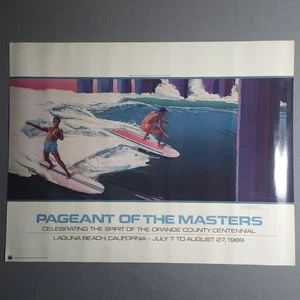 PAGEANT OF THE MASTERS
CELEBRATING THE SPIRIT OF THE ORANGE COUNTY CENTENNIAL
LAGUNA BEACH, CALIFORNIA – JULY 7 TO AUGUST 27, 1989